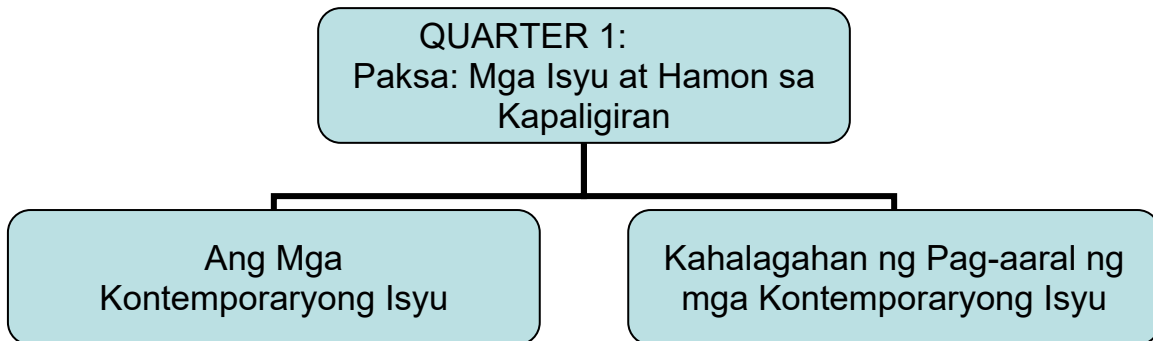 QUARTER 1:
Paksa: Mga Isyu at Hamon sa
Kapaligiran
Ang Mga
Kontemporaryong Isyu
Kahalagahan ng Pag-aaral ng
mga Kontemporaryong Isyu